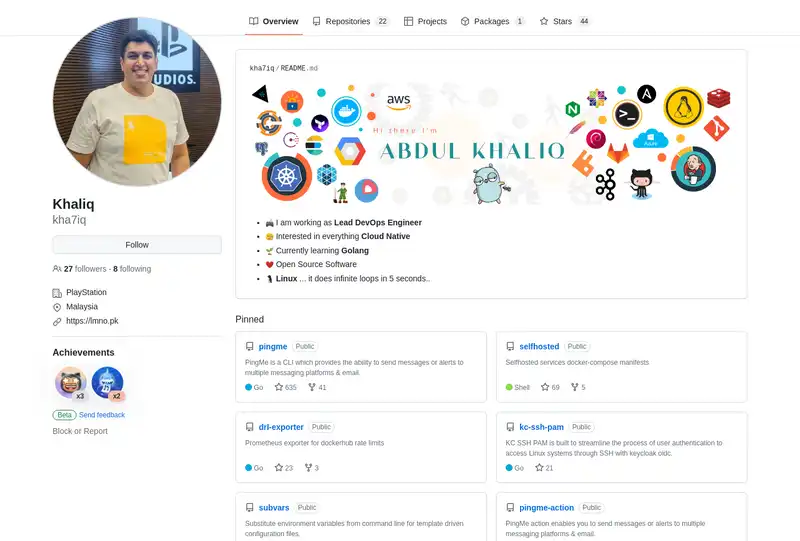 Overview
Repositories 22
Projects
Packages 1
Stars 44
UDIOS.
Khaliq
kha7iq
Follow
27 followers · 8 following
PlayStation
Malaysia
https://lmno.pk
Achievements
x3
x2
Beta Send feedback
Block or Report
kha7iq / README.md
aws
Hi there I'm
ABDUL KHALIQ
I am working as Lead DevOps Engineer
Interested in everything Cloud Native
Currently learning Golang
Open Source Software
Linux ... it does infinite loops in 5 seconds..
Pinned
pingme Public
PingMe is a CLI which provides the ability to send messages or alerts to
multiple messaging platforms & email.
Go 635 41
selfhosted Public
Selfhosted services docker-compose manifests
Shell 69 5
drl-exporter Public
Prometheus exporter for dockerhub rate limits
Go 23 3
kc-ssh-pam Public
KC SSH PAM is built to streamline the process of user authentication to
access Linux systems through SSH with keycloak oidc.
Go 21
subvars Public
Substitute environment variables from command line for template driven
configuration files.
pingme-action Public
PingMe action enables you to send messages or alerts to multiple
messaging platforms & email.